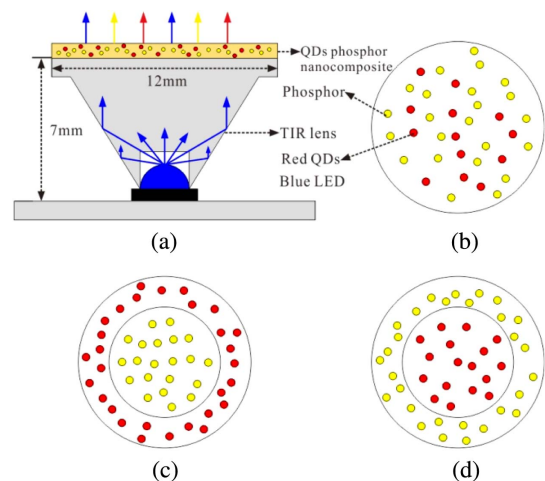 QDs phosphor
nanocomposite
12mm
7mm
TIR lens
Phosphor
Red QDs
Blue LED
(a)
(b)
(c)
(d)